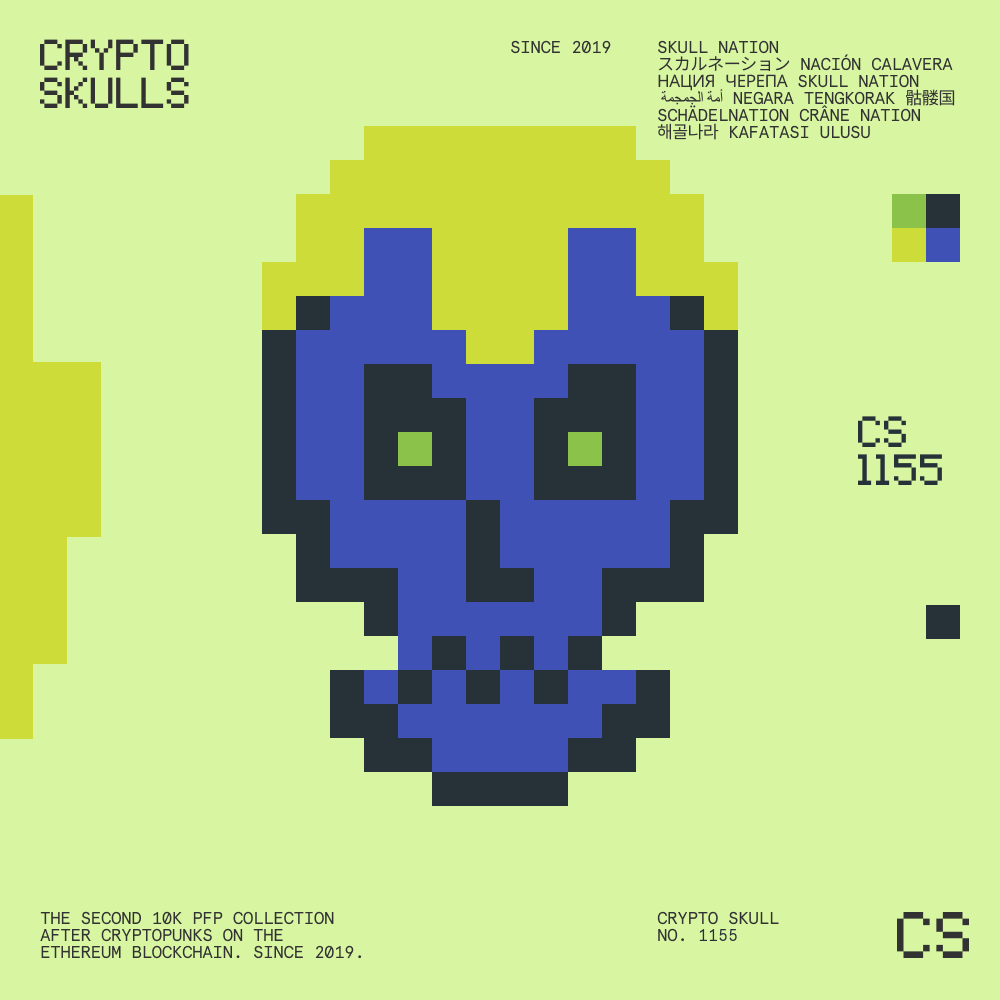 CRYPTO
SKULLS
SINCE 2019
SKULL NATION
スカルネーション NACIÓN CALAVERA
НАЦИЯ ЧЕРЕПА SKULL NATION
أمة الجمجمة NEGARA TENGKORAK 骷髅国
SCHÄDELNATION CRÂNE NATION
해골나라 KAFATASI ULUSU
CS
1155
THE SECOND 10K PFP COLLECTION
AFTER CRYPTOPUNKS ON THE
ETHEREUM BLOCKCHAIN. SINCE 2019.
CRYPTO SKULL
NO. 1155
CS